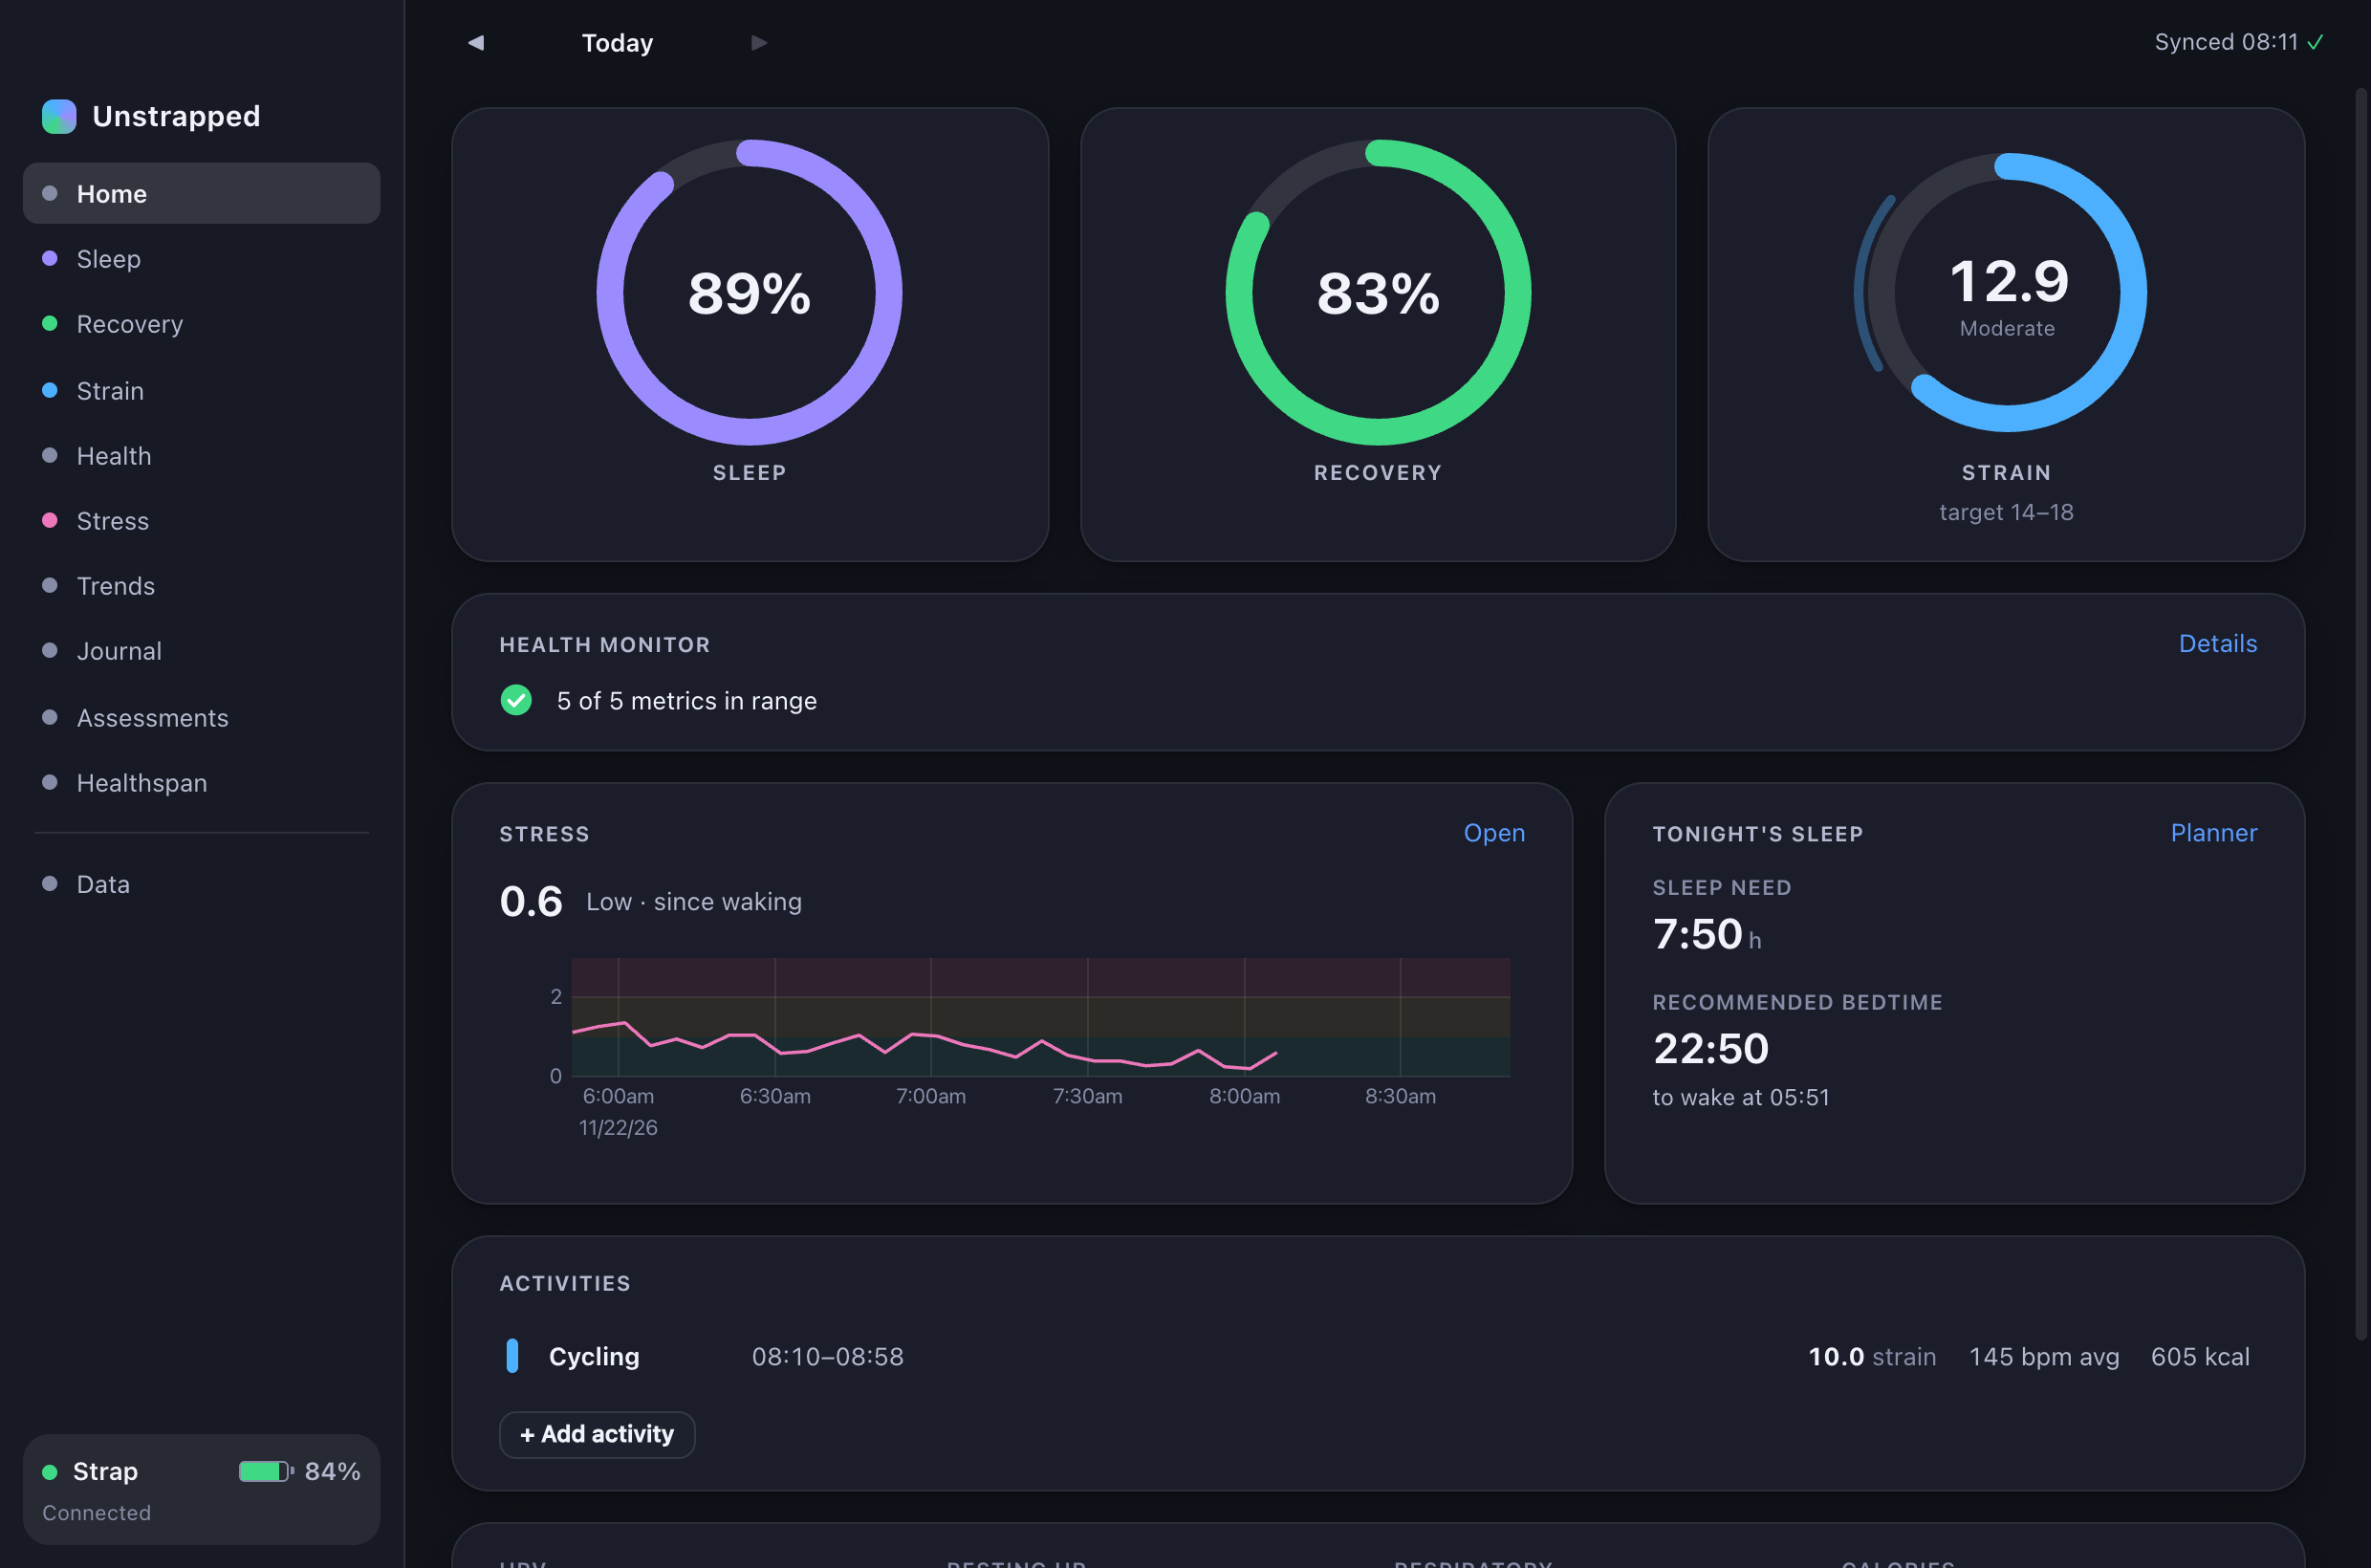 ◀ Today ▶ Synced 08:11 ✓
Unstrapped
Home
Sleep
Recovery
Strain
Health
Stress
Trends
Journal
Assessments
Healthspan
Data
Strap 84%
Connected
89%
SLEEP
83%
RECOVERY
12.9
Moderate
STRAIN
target 14–18
HEALTH MONITOR Details
5 of 5 metrics in range
STRESS Open
0.6 Low · since waking
2
0
6:00am 6:30am 7:00am 7:30am 8:00am 8:30am
11/22/26
TONIGHT'S SLEEP Planner
SLEEP NEED
7:50 h
RECOMMENDED BEDTIME
22:50
to wake at 05:51
ACTIVITIES
Cycling 08:10–08:58 10.0 strain 145 bpm avg 605 kcal
+ Add activity
HRV RESTING HR RESPIRATORY CALORIES